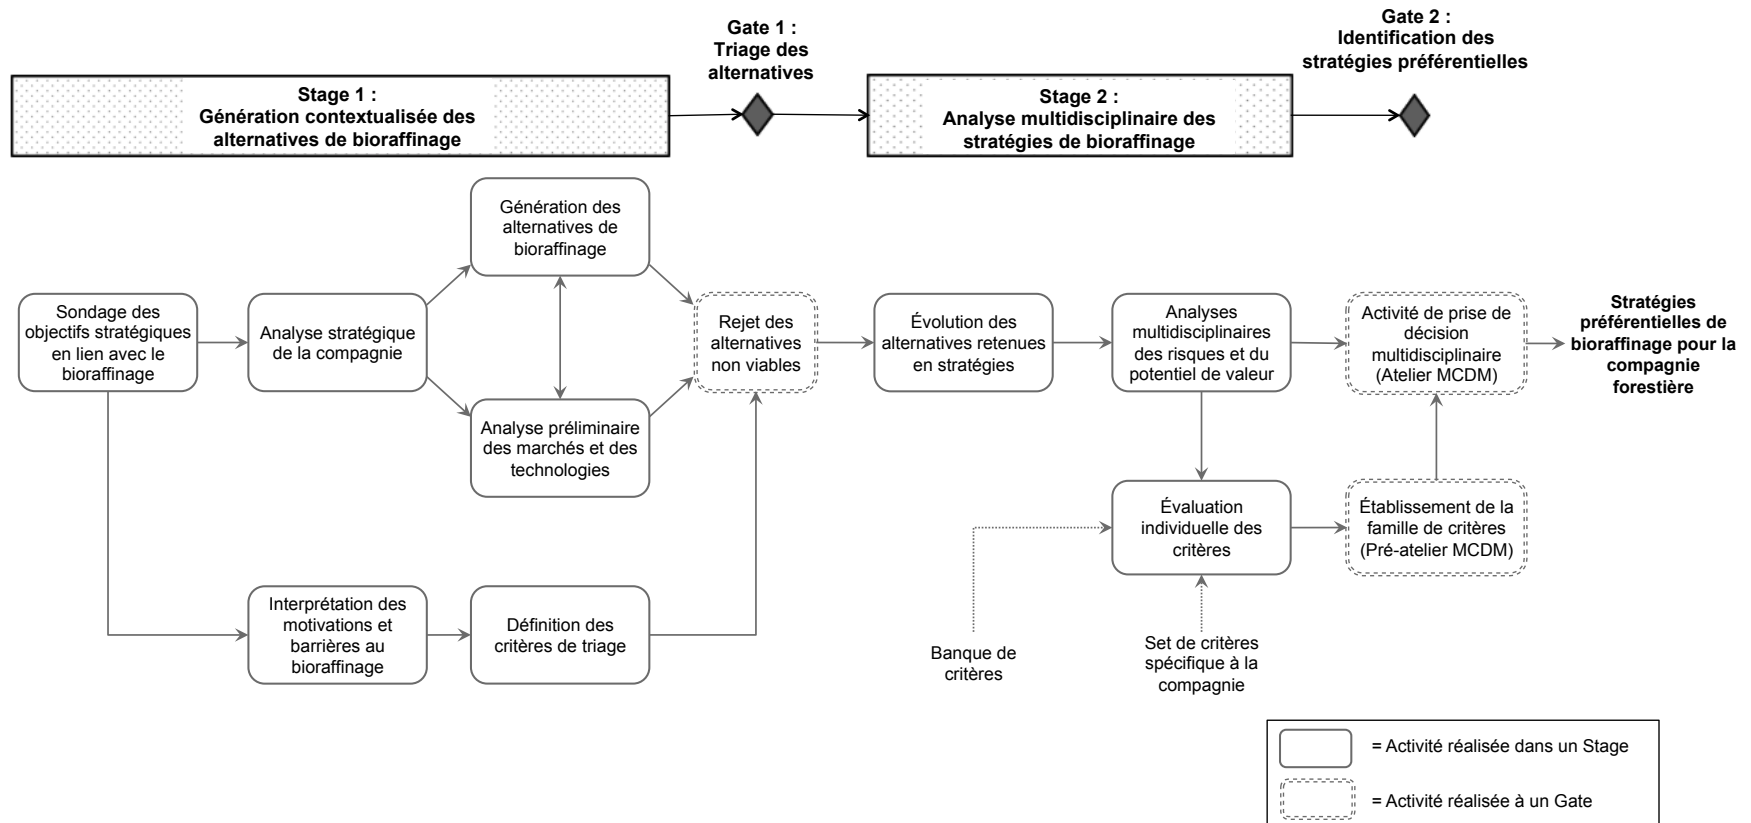 Gate 1 :
Triage des
alternatives
Gate 2 :
Identification des
stratégies préférentielles
Stage 1 :
Génération contextualisée des
alternatives de bioraffinage
Stage 2 :
Analyse multidisciplinaire des
stratégies de bioraffinage
Génération des
alternatives de
bioraffinage
Sondage des
objectifs stratégiques
en lien avec le
bioraffinage
Analyse stratégique
de la compagnie
Analyse préliminaire
des marchés et des
technologies
Rejet des
alternatives
non viables
Évolution des
alternatives retenues
en stratégies
Analyses
multidisciplinaires
des risques et du
potentiel de valeur
Activité de prise de
décision
multidisciplinaire
(Atelier MCDM)
Stratégies
préférentielles de
bioraffinage pour la
compagnie
forestière
Évaluation
individuelle des
critères
Établissement de la
famille de critères
(Pré-atelier MCDM)
Interprétation des
motivations et
barrières au
bioraffinage
Définition des
critères de triage
Banque de
critères
Set de critères
spécifique à la
compagnie
= Activité réalisée dans un Stage
= Activité réalisée à un Gate